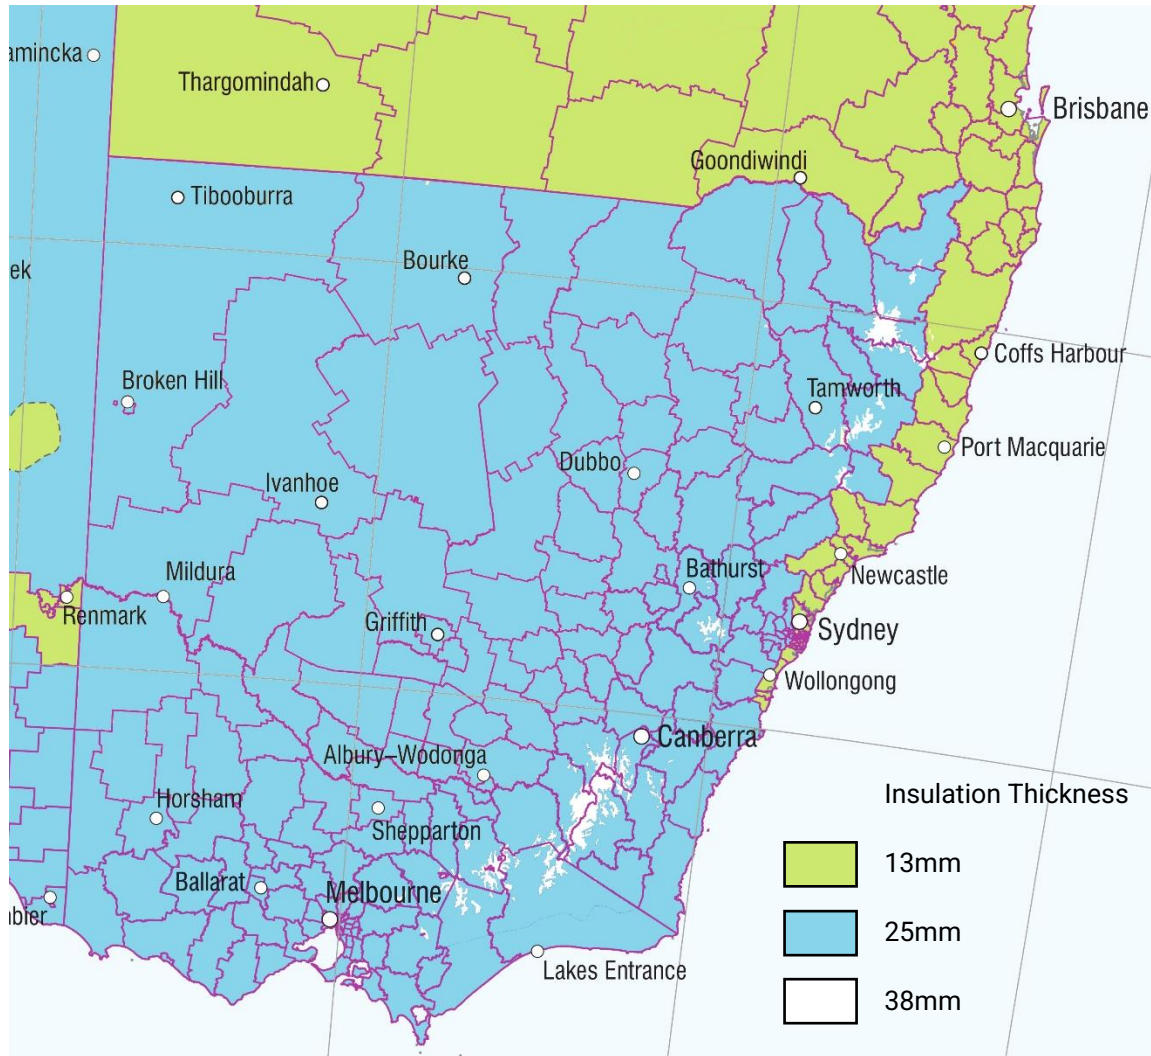 amincka
Thargomindah
Brisbane
Goondiwindi
Tibooburra
ek
Bourke
Coffs Harbour
Broken Hill
Tamworth
Port Macquarie
Dubbo
Ivanhoe
Mildura
Bathurst
Newcastle
Renmark
Griffith
Sydney
Wollongong
Canberra
Albury–Wodonga
Horsham
Shepparton
Ballarat
Melbourne
nbier
Lakes Entrance
Insulation Thickness
13mm
25mm
38mm